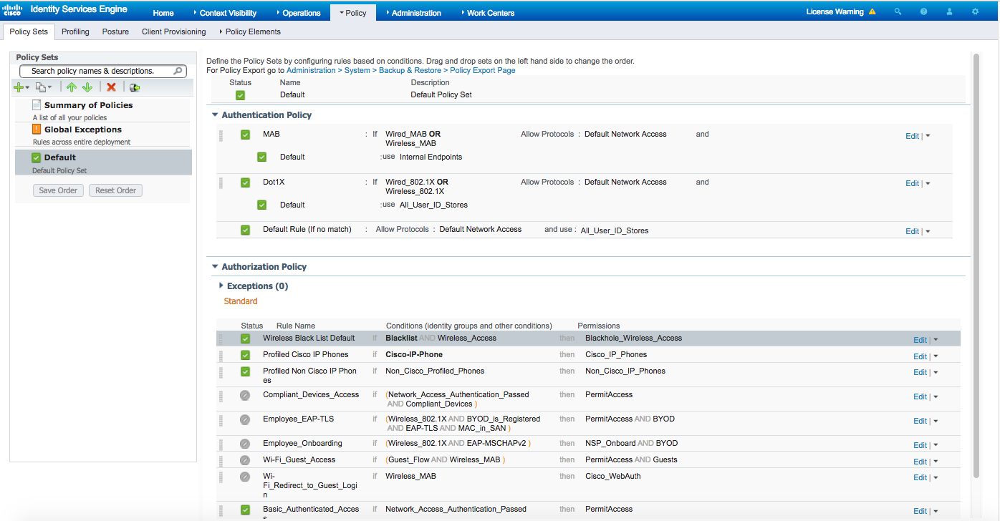 cisco Identity Services Engine Home Context Visibility Operations Policy Administration Work Centers License Warning
Policy Sets Profiling Posture Client Provisioning Policy Elements
Policy Sets
Search policy names & descriptions.
Summary of Policies
A list of all your policies
Global Exceptions
Rules across entire deployment
Default
Default Policy Set
Save Order Reset Order
Define the Policy Sets by configuring rules based on conditions. Drag and drop sets on the left hand side to change the order.
For Policy Export go to Administration > System > Backup & Restore > Policy Export Page
Status Name Description
Default Default Policy Set
Authentication Policy
MAB : If Wired_MAB OR Allow Protocols : Default Network Access and Edit |
Wireless_MAB
Default :use Internal Endpoints
Dot1X : If Wired_802.1X OR Allow Protocols : Default Network Access and Edit |
Wireless_802.1X
Default :use All_User_ID_Stores
Default Rule (If no match) : Allow Protocols : Default Network Access and use : All_User_ID_Stores Edit |
Authorization Policy
Exceptions (0)
Standard
Status Rule Name Conditions (identity groups and other conditions) Permissions
Wireless Black List Default if Blacklist AND Wireless_Access then Blackhole_Wireless_Access Edit |
Profiled Cisco IP Phones if Cisco-IP-Phone then Cisco_IP_Phones Edit |
Profiled Non Cisco IP Phon if Non_Cisco_Profiled_Phones then Non_Cisco_IP_Phones Edit |
es
Compliant_Devices_Access if (Network_Access_Authentication_Passed then PermitAccess Edit |
AND Compliant_Devices )
Employee_EAP-TLS if (Wireless_802.1X AND BYOD_is_Registered then PermitAccess AND BYOD Edit |
AND EAP-TLS AND MAC_in_SAN )
Employee_Onboarding if (Wireless_802.1X AND EAP-MSCHAPv2 ) then NSP_Onboard AND BYOD Edit |
Wi-Fi_Guest_Access if (Guest_Flow AND Wireless_MAB ) then PermitAccess AND Guests Edit |
Wi- if Wireless_MAB then Cisco_WebAuth Edit |
Fi_Redirect_to_Guest_Logi
n
Basic_Authenticated_Acces if Network_Access_Authentication_Passed then PermitAccess Edit |
s